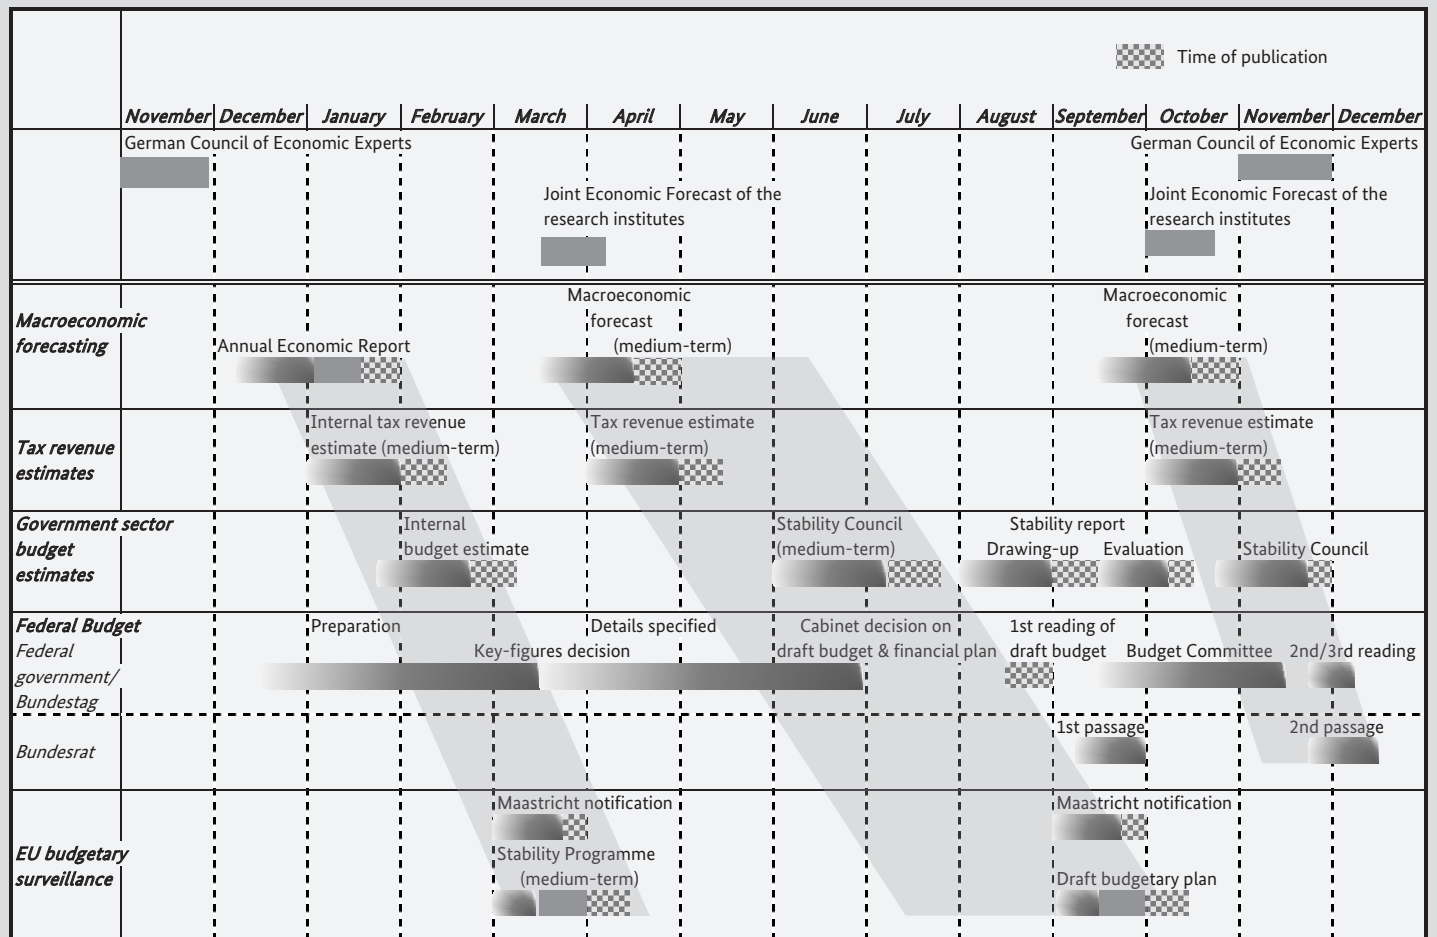 Time of publication
November December January February March April May June July August September October November December
German Council of Economic Experts
German Council of Economic Experts
Joint Economic Forecast of the
research institutes
Joint Economic Forecast of the
research institutes
Macroeconomic
forecasting
Annual Economic Report
Macroeconomic
forecast
(medium-term)
Macroeconomic
forecast
(medium-term)
Tax revenue
estimates
Internal tax revenue
estimate (medium-term)
Tax revenue estimate
(medium-term)
Tax revenue estimate
(medium-term)
Government sector
budget
estimates
Internal
budget estimate
Stability Council
(medium-term)
Stability report
Drawing-up Evaluation
Stability Council
Federal Budget
Federal
government/
Bundestag
Preparation
Key-figures decision
Details specified
Cabinet decision on
draft budget & financial plan
1st reading of
draft budget
Budget Committee
2nd/3rd reading
Bundesrat
1st passage
2nd passage
EU budgetary
surveillance
Maastricht notification
Stability Programme
(medium-term)
Maastricht notification
Draft budgetary plan